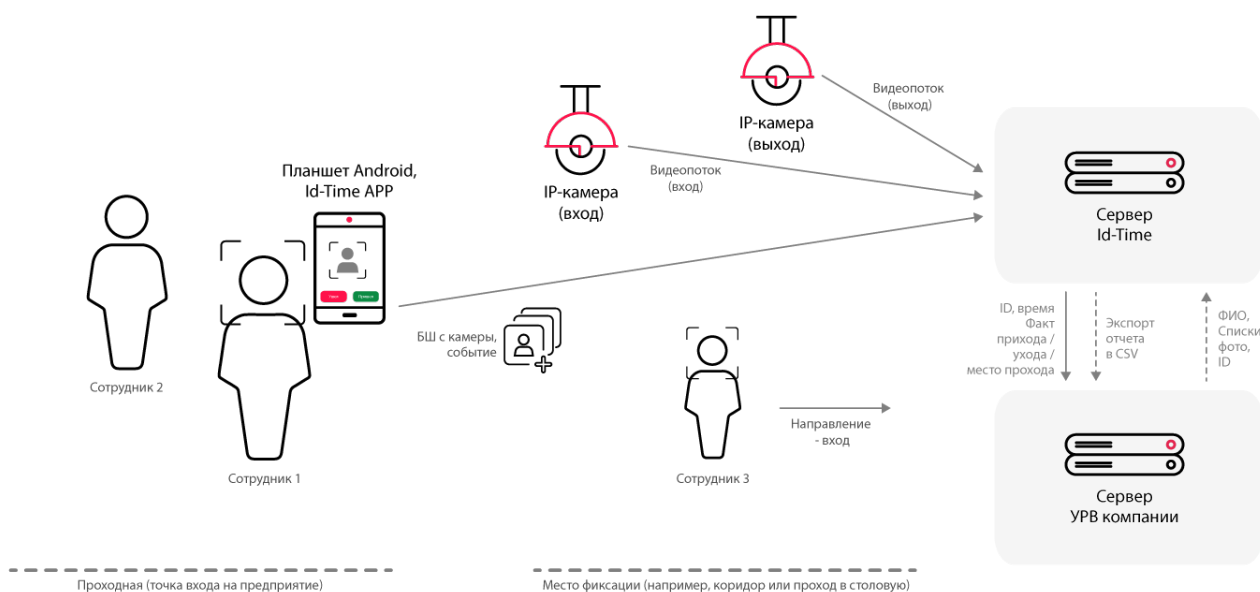 Видеопоток
(выход)
IP-камера
(выход)
Планшет Android,
Id-Time APP
Видеопоток
(вход)
IP-камера
(вход)
Сервер
Id-Time
БШ с камеры,
событие
ID, время
Факт
прихода /
ухода /
место прохода
Экспорт
отчета
в CSV
ФИО,
Списки
фото,
ID
Сотрудник 2
Сотрудник 1
Сотрудник 3
Направление
- вход
Сервер
УРВ компании
Проходная (точка входа на предприятие)
Место фиксации (например, коридор или проход в столовую)